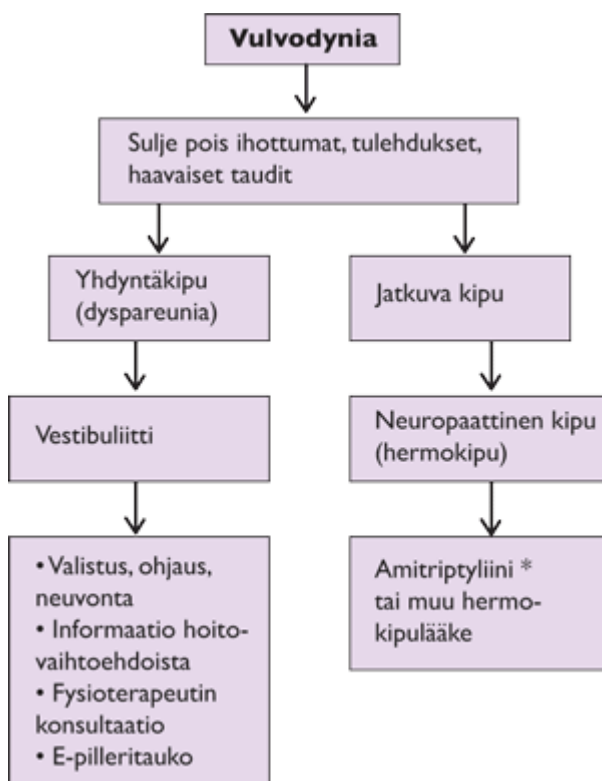 Vulvodynia
Sulje pois ihottumat, tulehdukset,
haavaiset taudit
Yhdyntäkipu
(dyspareunia)
Jatkuva kipu
Vestibuliitti
Neuropaattinen kipu
(hermokipu)
• Valistus, ohjaus,
neuvonta
• Informaatio hoito-
vaihtoehdoista
• Fysioterapeutin
konsultaatio
• E-pilleritauko
Amitriptyliini *
tai muu hermo-
kipulääke